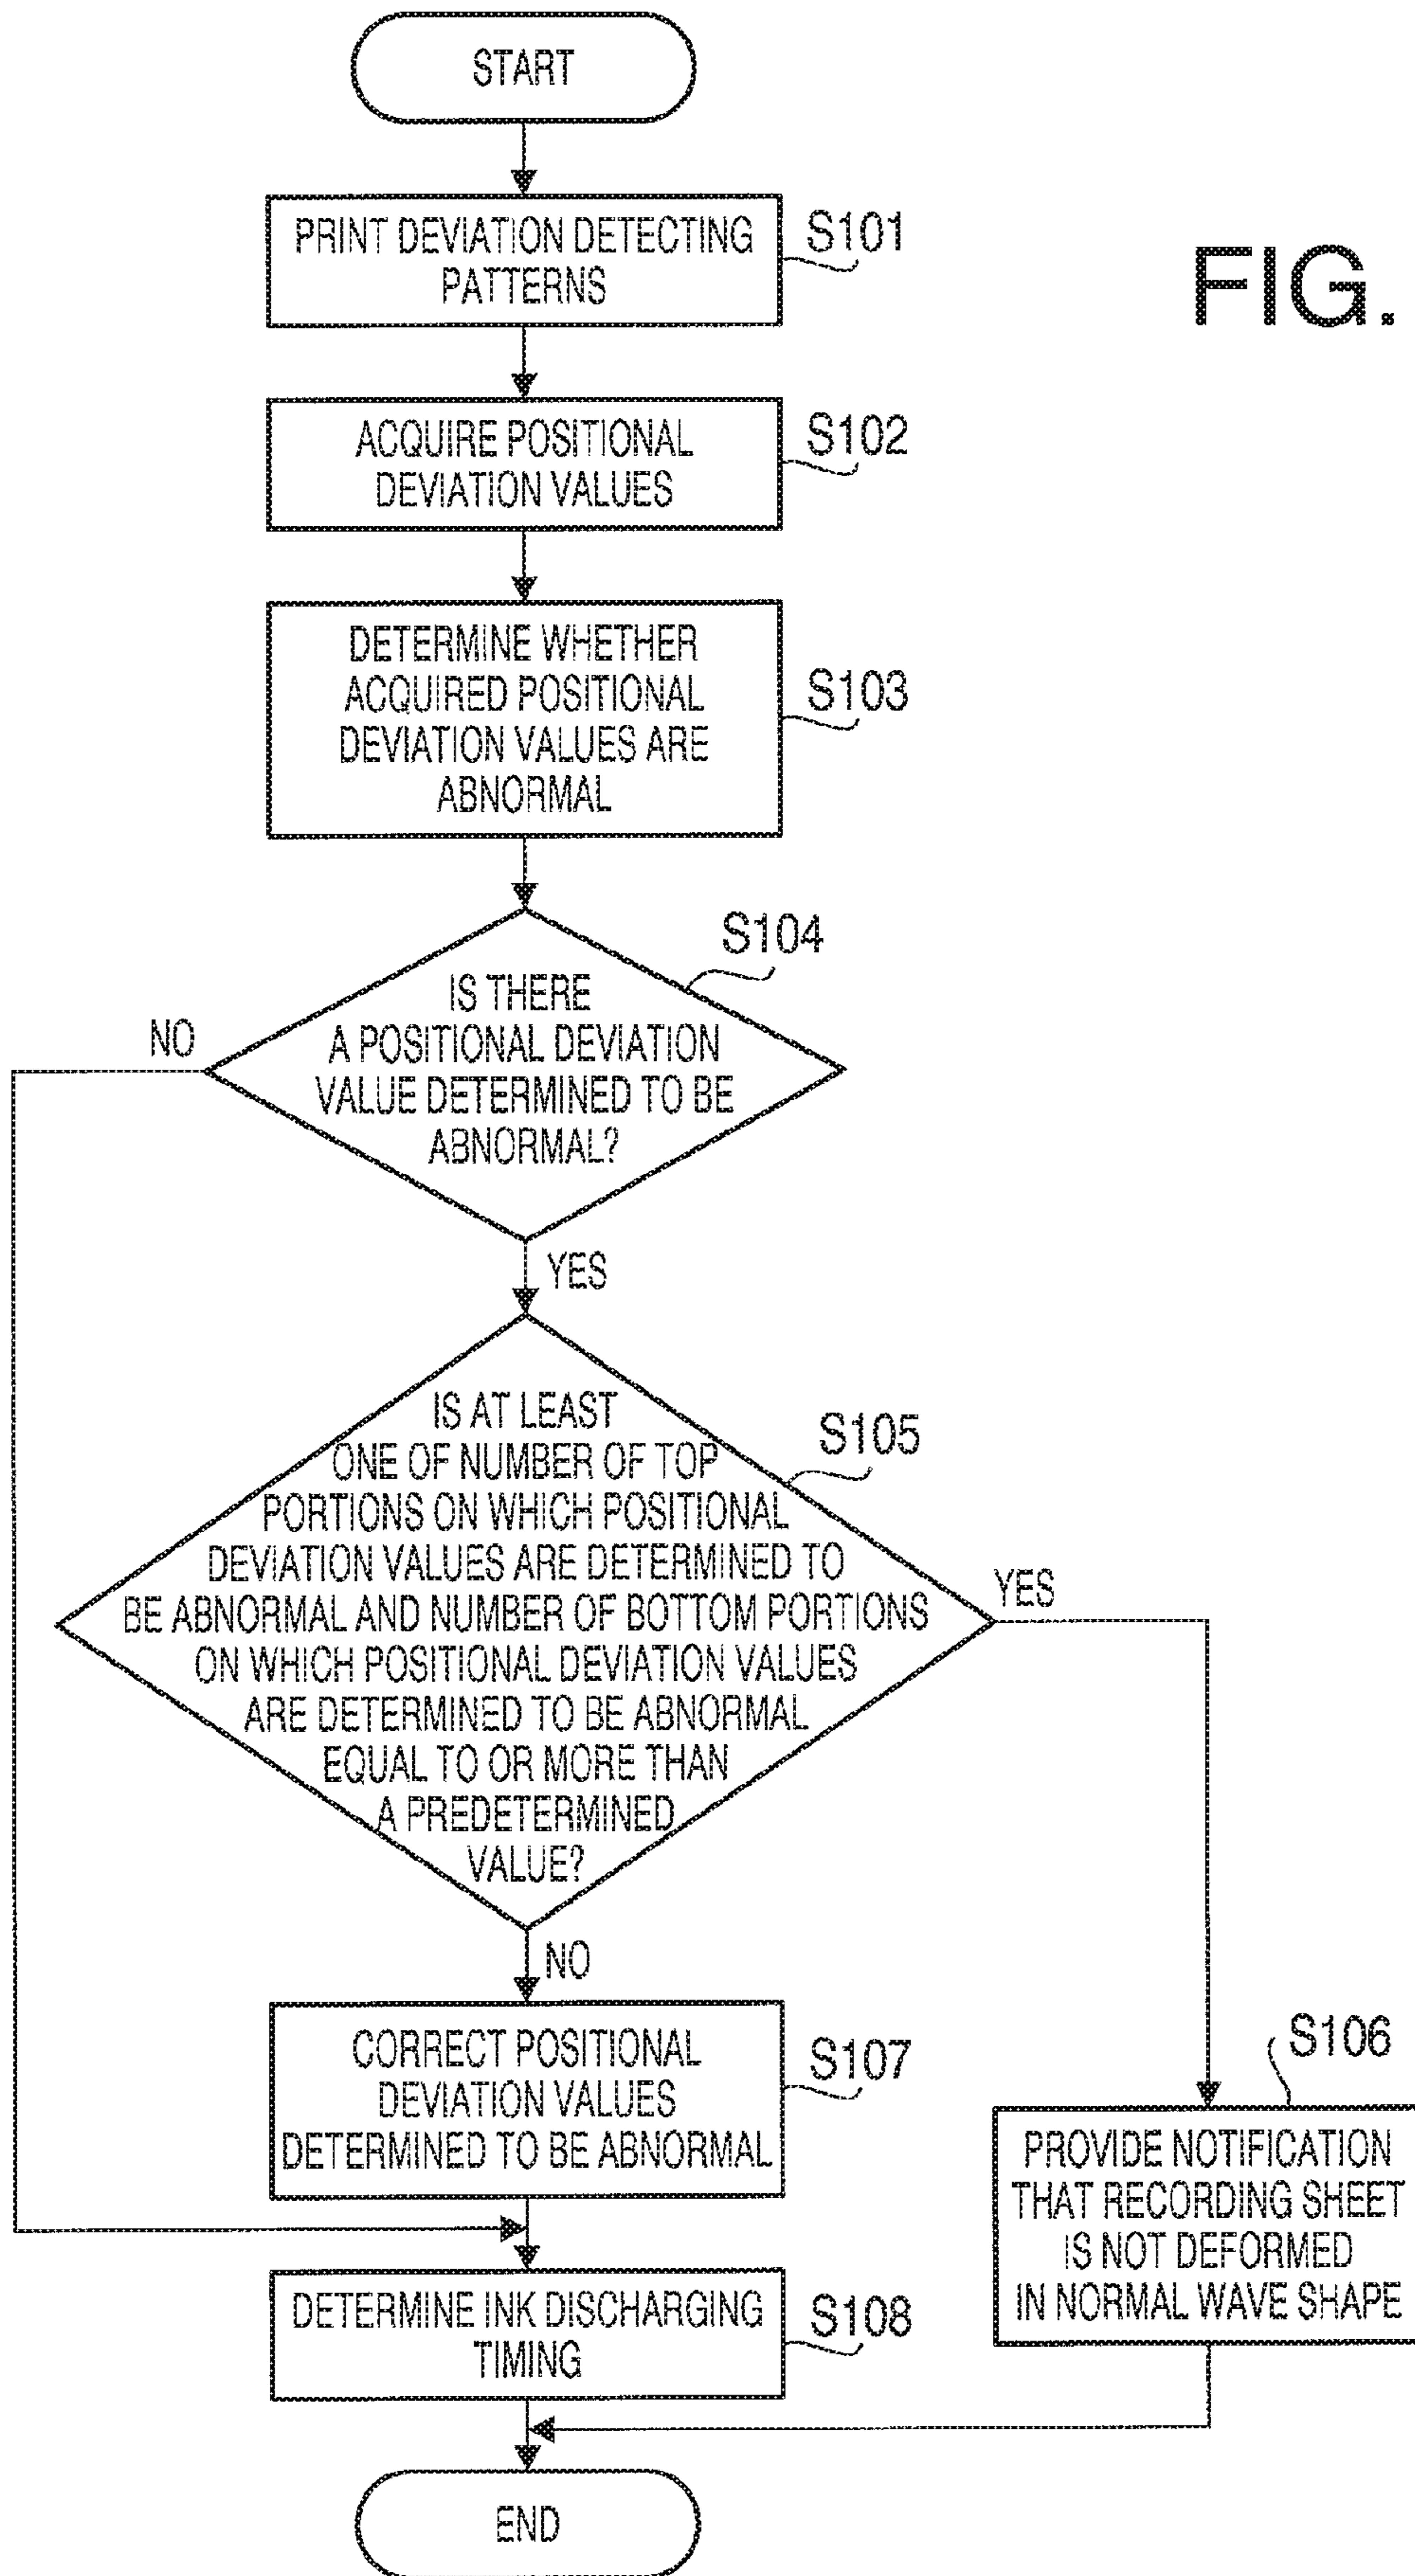 START
PRINT DEVIATION DETECTING
PATTERNS
S101
FIG.
ACQUIRE POSITIONAL
DEVIATION VALUES
S102
DETERMINE WHETHER
ACQUIRED POSITIONAL
DEVIATION VALUES ARE
ABNORMAL
S103
S104
IS THERE
A POSITIONAL DEVIATION
VALUE DETERMINED TO BE
ABNORMAL?
NO
YES
S105
IS AT LEAST
ONE OF NUMBER OF TOP
PORTIONS ON WHICH POSITIONAL
DEVIATION VALUES ARE DETERMINED TO
BE ABNORMAL AND NUMBER OF BOTTOM PORTIONS
ON WHICH POSITIONAL DEVIATION VALUES
ARE DETERMINED TO BE ABNORMAL
EQUAL TO OR MORE THAN
A PREDETERMINED
VALUE?
YES
NO
CORRECT POSITIONAL
DEVIATION VALUES
DETERMINED TO BE ABNORMAL
S107
S106
PROVIDE NOTIFICATION
THAT RECORDING SHEET
IS NOT DEFORMED
IN NORMAL WAVE SHAPE
DETERMINE INK DISCHARGING
TIMING
S108
END